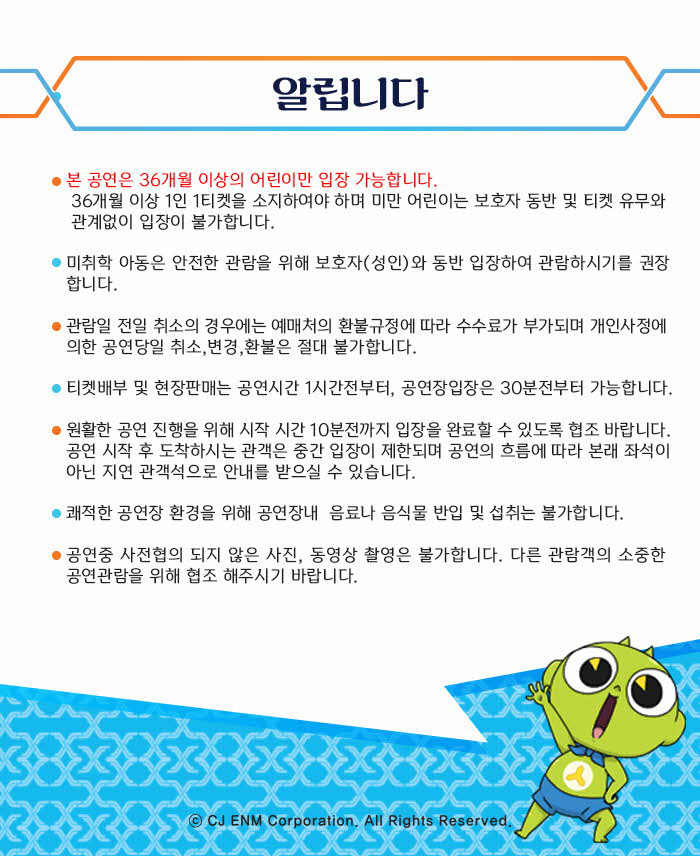 알립니다
본 공연은 36개월 이상의 어린이만 입장 가능합니다.
36개월 이상 1인 1티켓을 소지하여야 하며 미만 어린이는 보호자 동반 및 티켓 유무와
관계없이 입장이 불가합니다.
미취학 아동은 안전한 관람을 위해 보호자(성인)와 동반 입장하여 관람하시기를 권장
합니다.
관람일 전일 취소의 경우에는 예매처의 환불규정에 따라 수수료가 부가되며 개인사정에
의한 공연당일 취소,변경,환불은 절대 불가합니다.
티켓배부 및 현장판매는 공연시간 1시간전부터, 공연장입장은 30분전부터 가능합니다.
원활한 공연 진행을 위해 시작 시간 10분전까지 입장을 완료할 수 있도록 협조 바랍니다.
공연 시작 후 도착하시는 관객은 중간 입장이 제한되며 공연의 흐름에 따라 본래 좌석이
아닌 지연 관객석으로 안내를 받으실 수 있습니다.
쾌적한 공연장 환경을 위해 공연장내 음료나 음식물 반입 및 섭취는 불가합니다.
공연중 사전협의 되지 않은 사진, 동영상 촬영은 불가합니다. 다른 관람객의 소중한
공연관람을 위해 협조 해주시기 바랍니다.
ⓒ CJ ENM Corporation. All Rights Reserved.